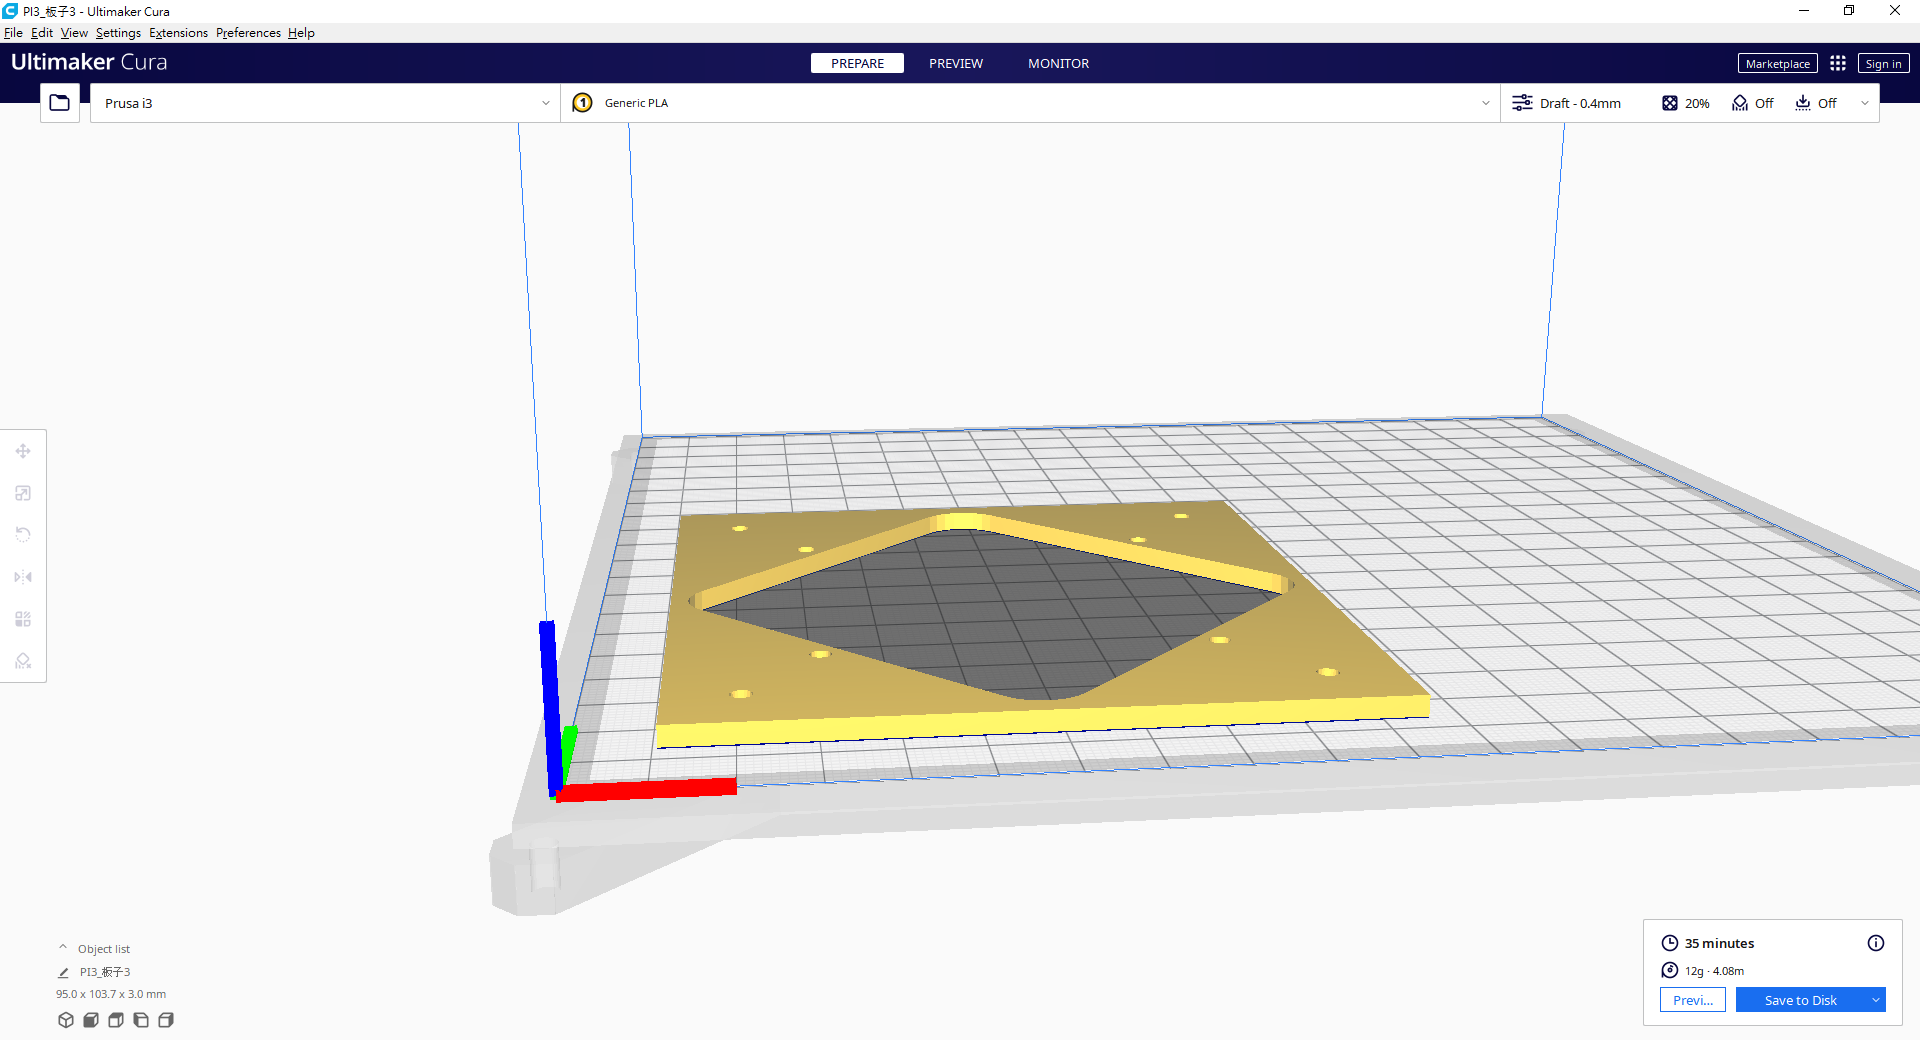 PI3_板子3 - Ultimaker Cura
File Edit View Settings Extensions Preferences Help
Ultimaker Cura
PREPARE PREVIEW MONITOR
Marketplace Sign in
Prusa i3
1 Generic PLA
Draft - 0.4mm 20% Off Off
Object list
PI3_板子3
95.0 x 103.7 x 3.0 mm
35 minutes
12g · 4.08m
Previ... Save to Disk